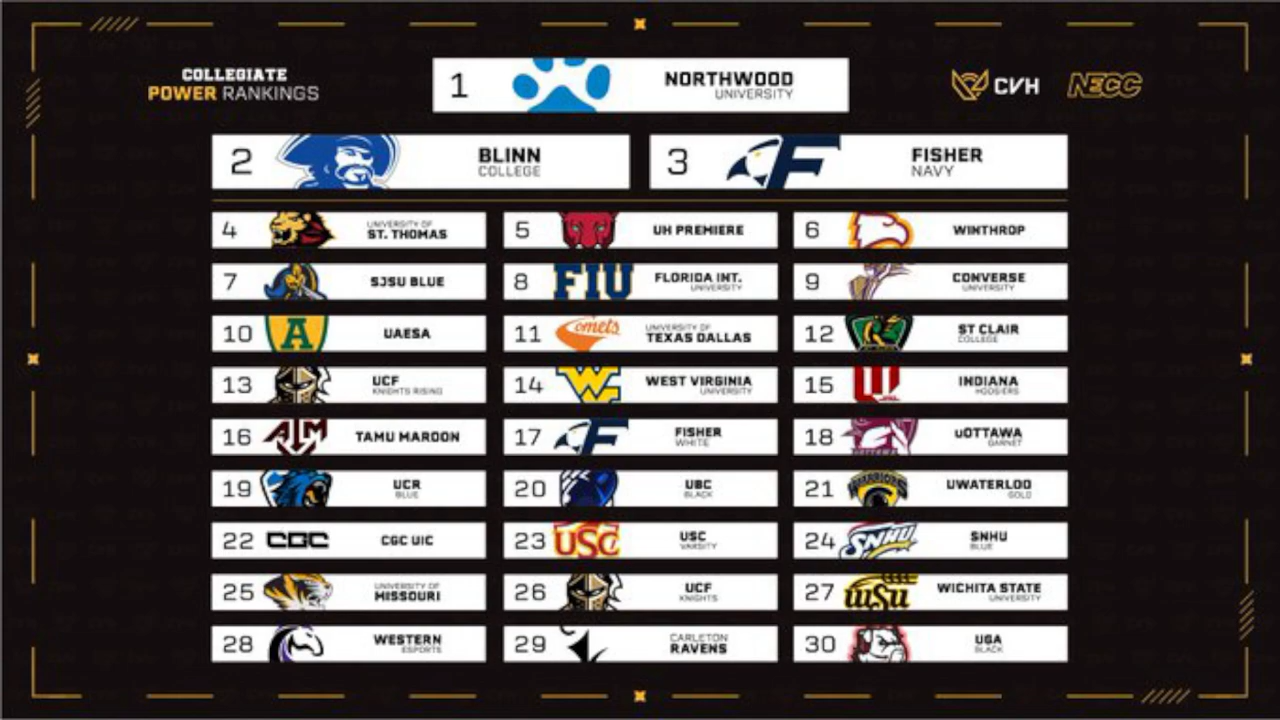 COLLEGIATE
POWER RANKINGS
1 NORTHWOOD
UNIVERSITY
CVH NECC
2 BLINN
COLLEGE
3 FISHER
NAVY
4 UNIVERSITY OF
ST. THOMAS
5 UH PREMIERE
6 WINTHROP
7 SJSU BLUE
8 FIU FLORIDA INT.
UNIVERSITY
9 CONVERSE
UNIVERSITY
10 A UAESA
11 Comets UNIVERSITY OF
TEXAS DALLAS
12 ST CLAIR
COLLEGE
13 UCF
KNIGHTS RISING
14 WV WEST VIRGINIA
UNIVERSITY
15 INDIANA
HOOSIERS
16 ATM TAMU MAROON
17 F FISHER
WHITE
18 uOTTAWA
GARNET
19 UCR
BLUE
20 UBC
BLACK
21 WARRIORS UWATERLOO
GOLD
22 CGC CGC UIC
23 USC USC
VARSITY
24 SNHU SNHU
BLUE
25 UNIVERSITY OF
MISSOURI
26 UCF
KNIGHTS
27 WSU WICHITA STATE
UNIVERSITY
28 WESTERN
ESPORTS
29 CARLETON
RAVENS
30 UGA
BLACK